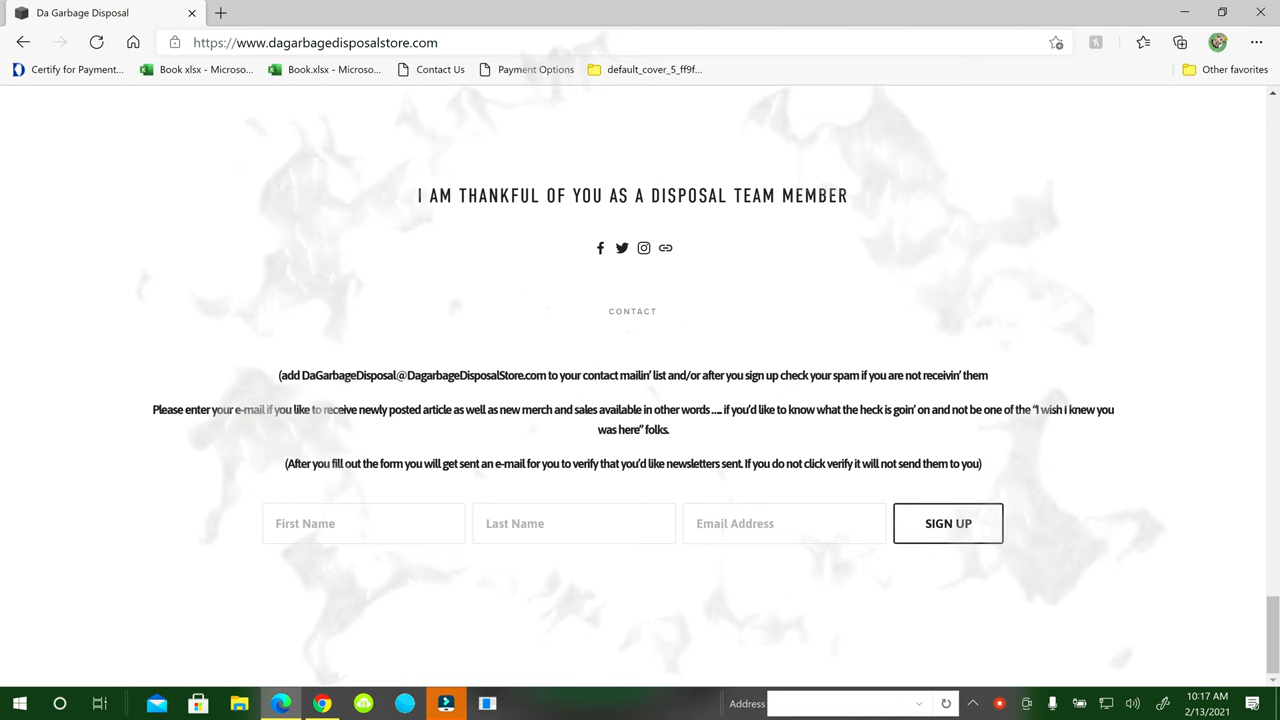 Da Garbage Disposal
https://www.dagarbagedisposalstore.com
Certify for Payment...
Book xlsx - Microso...
Book.xlsx - Microso...
Contact Us
Payment Options
default_cover_5_ff9f...
Other favorites
I AM THANKFUL OF YOU AS A DISPOSAL TEAM MEMBER
CONTACT
(add DaGarbageDisposal@DagarbageDisposalStore.com to your contact mailin' list and/or after you sign up check your spam if you are not receivin' them
Please enter your e-mail if you like to receive newly posted article as well as new merch and sales available in other words .... if you'd like to know what the heck is goin' on and not be one of the "I wish i knew you
was here" folks.
(After you fill out the form you will get sent an e-mail for you to verify that you'd like newsletters sent. If you do not click verify it will not send them to you)
First Name
Last Name
Email Address
SIGN UP
Address
10:17 AM
2/13/2021